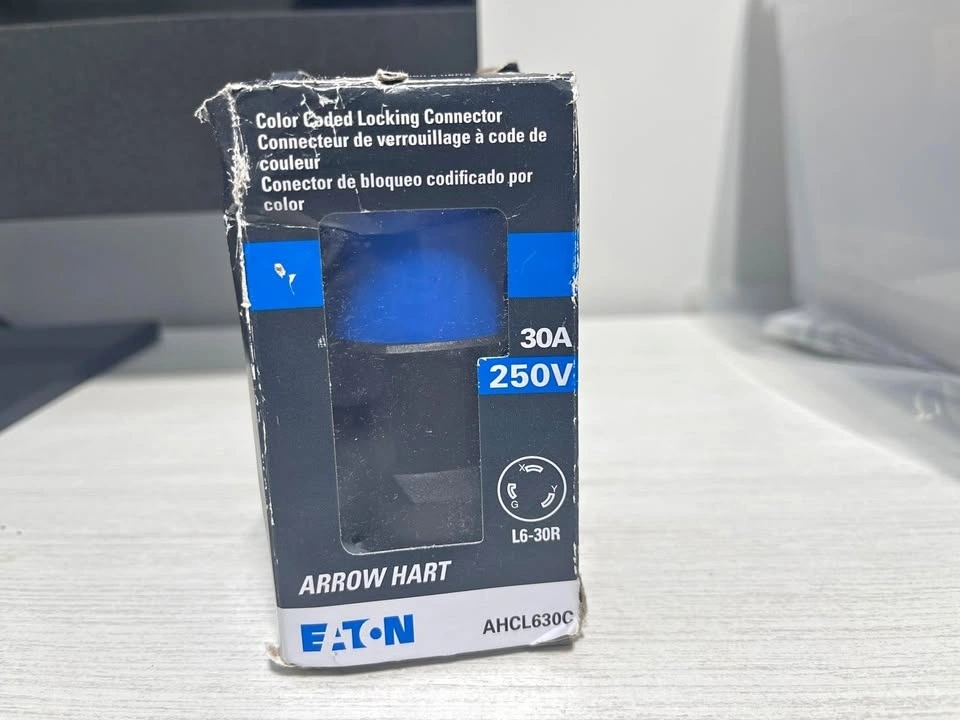 Color Coded Locking Connector
Connecteur de verrouillage à code de
couleur
Conector de bloqueo codificado por
color
30A
250V
X
Y
G
L6-30R
ARROW HART
EATON
AHCL630C